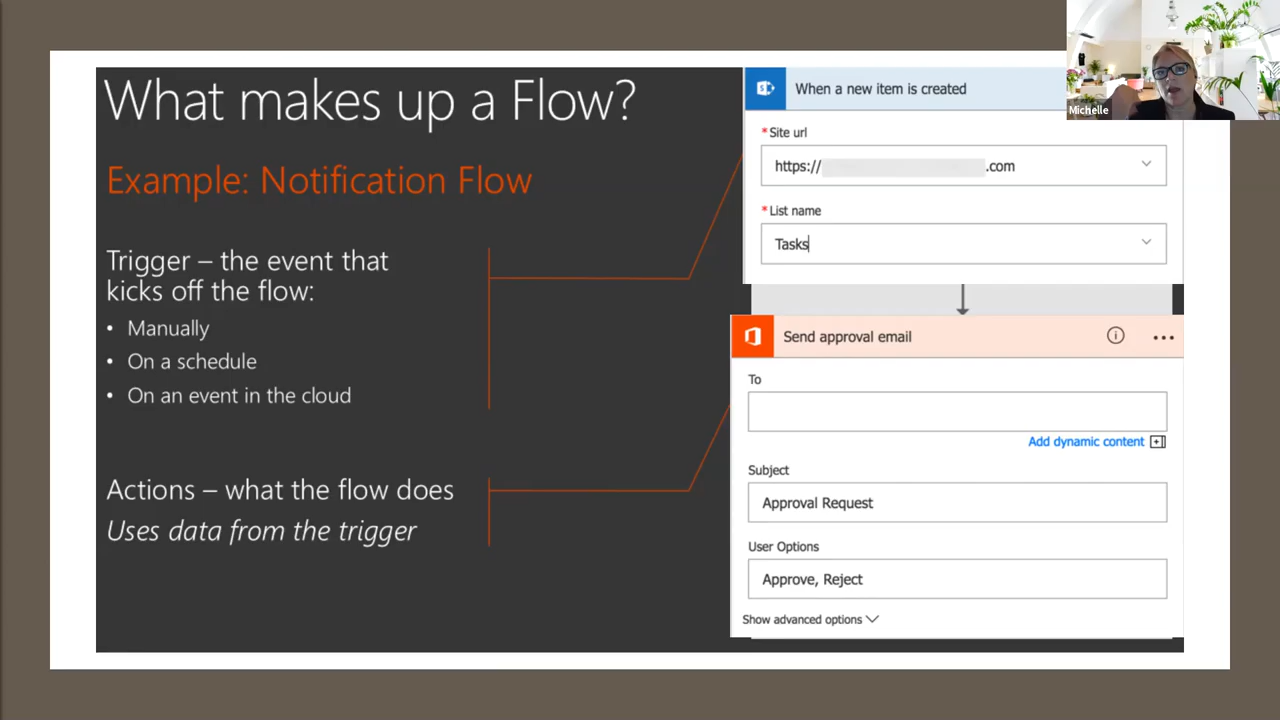 What makes up a Flow?
Example: Notification Flow
Trigger – the event that
kicks off the flow:
• Manually
• On a schedule
• On an event in the cloud
Actions – what the flow does
Uses data from the trigger
When a new item is created
*Site url
https:// .com
*List name
Tasks
Send approval email
To
Add dynamic content
Subject
Approval Request
User Options
Approve, Reject
Show advanced options
Michelle